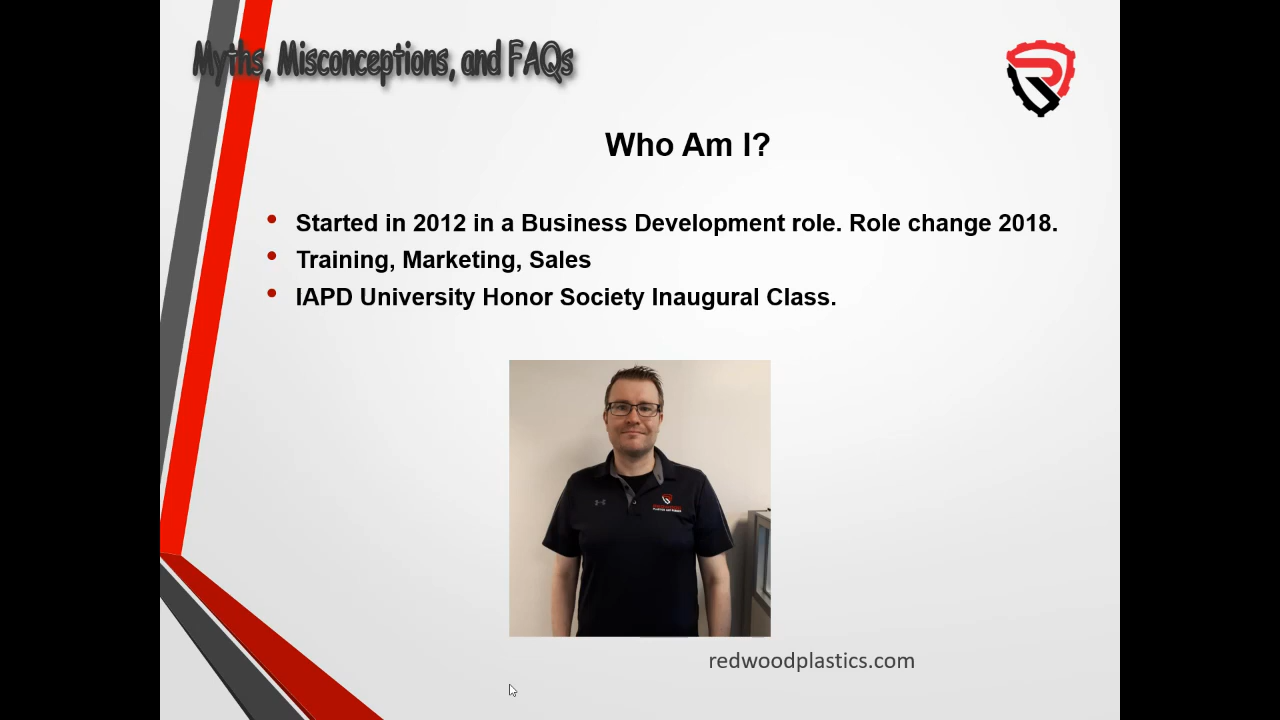 Myths, Misconceptions, and FAQs
Who Am I?
• Started in 2012 in a Business Development role. Role change 2018.
• Training, Marketing, Sales
• IAPD University Honor Society Inaugural Class.
redwoodplastics.com